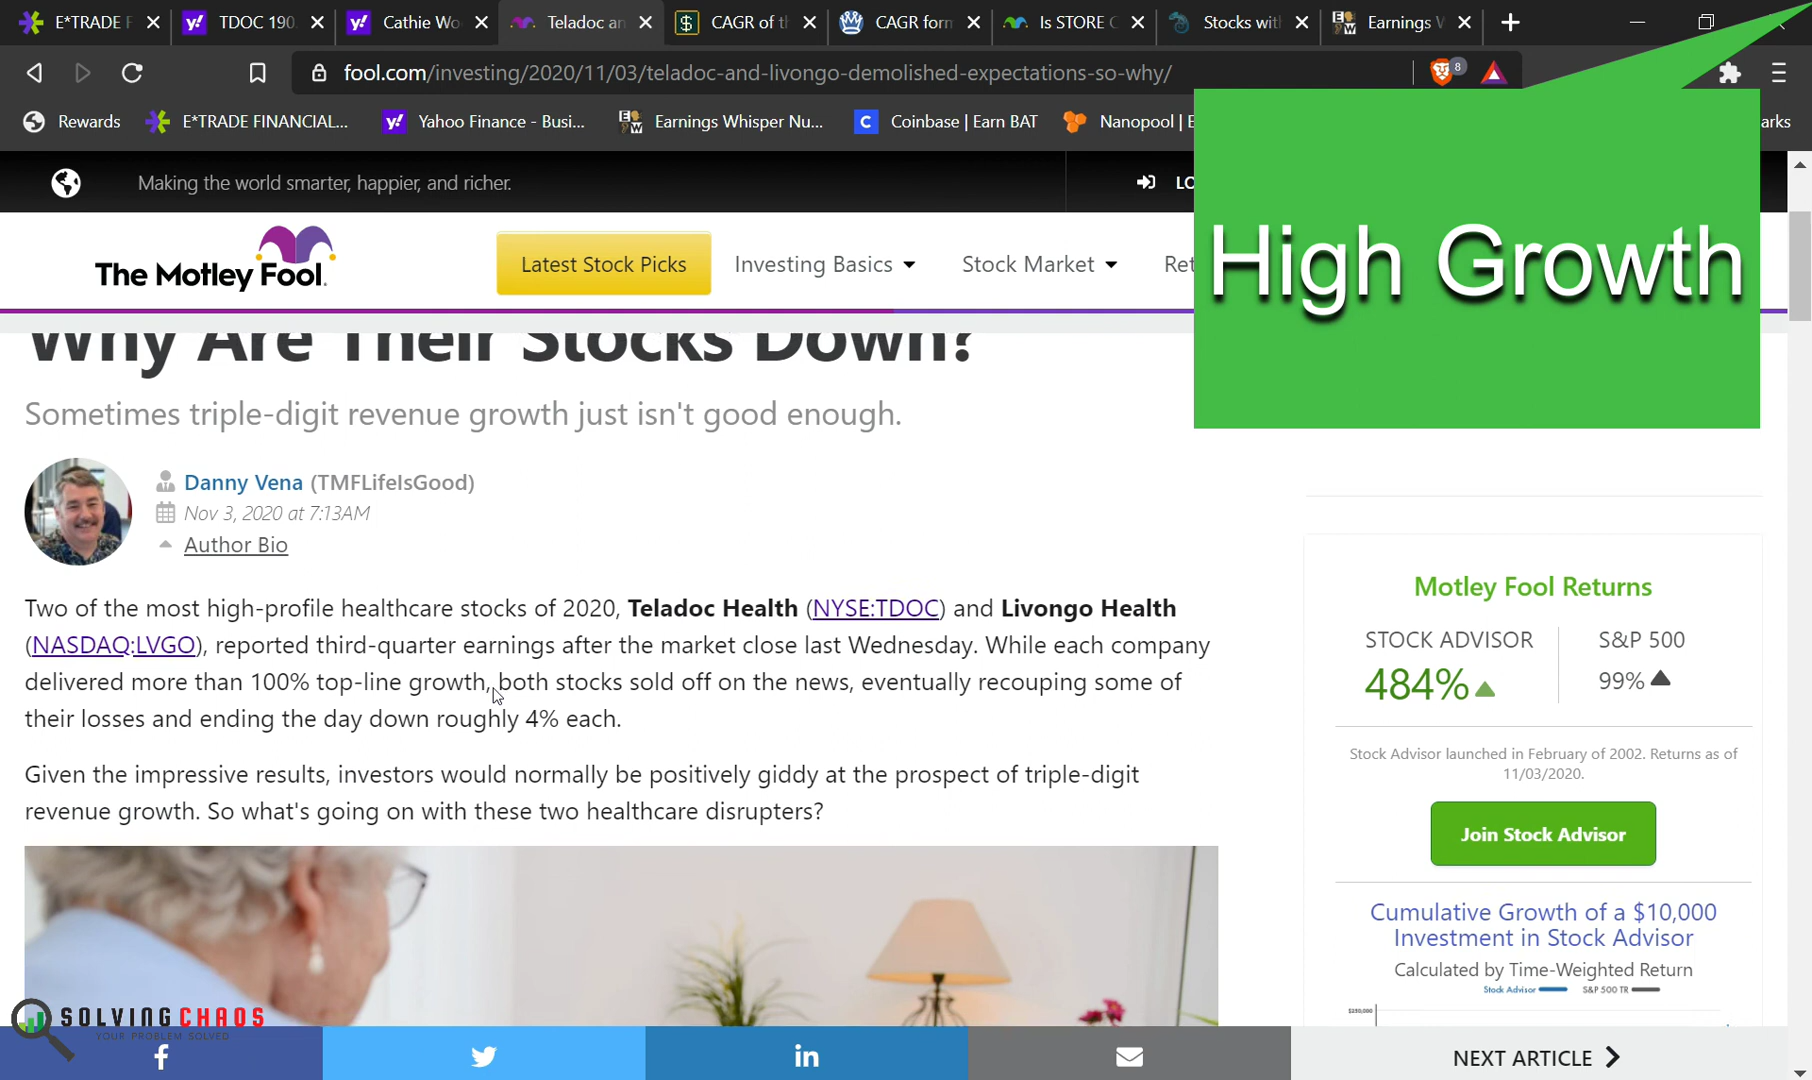 E*TRADE F
TDOC 190.
Cathie Wo
Teladoc an
CAGR of t
CAGR form
Is STORE C
Stocks wit
Earnings W
fool.com/investing/2020/11/03/teladoc-and-livongo-demolished-expectations-so-why/
8
Rewards
E*TRADE FINANCIAL...
Yahoo Finance - Busi...
Earnings Whisper Nu...
Coinbase | Earn BAT
Nanopool | E
arks
Making the world smarter, happier, and richer.
LO
The Motley Fool.
Latest Stock Picks
Investing Basics
Stock Market
Ret
High Growth
Why Are Their Stocks Down?
Sometimes triple-digit revenue growth just isn't good enough.
Danny Vena (TMFLifeIsGood)
Nov 3, 2020 at 7:13AM
Author Bio
Two of the most high-profile healthcare stocks of 2020, Teladoc Health (NYSE:TDOC) and Livongo Health
(NASDAQ:LVGO), reported third-quarter earnings after the market close last Wednesday. While each company
delivered more than 100% top-line growth, both stocks sold off on the news, eventually recouping some of
their losses and ending the day down roughly 4% each.
Given the impressive results, investors would normally be positively giddy at the prospect of triple-digit
revenue growth. So what's going on with these two healthcare disrupters?
Motley Fool Returns
STOCK ADVISOR
S&P 500
484%
99%
Stock Advisor launched in February of 2002. Returns as of
11/03/2020.
Join Stock Advisor
Cumulative Growth of a $10,000
Investment in Stock Advisor
Calculated by Time-Weighted Return
Stock Advisor
S&P 500 TR
$250,000
SOLVING CHAOS
YOUR PROBLEM SOLVED
NEXT ARTICLE